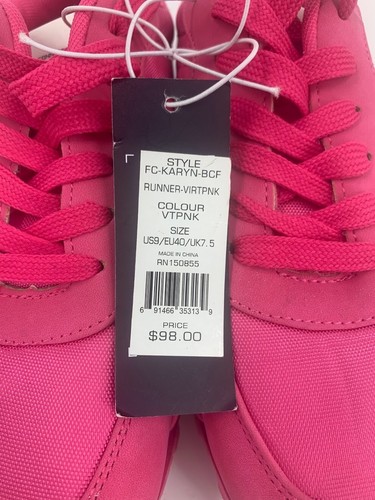 STYLE
FC-KARYN-BCF
RUNNER-VIRTPNK
COLOUR
VTPNK
SIZE
US9/EU40/UK7.5
MADE IN CHINA
RN150855
6 91466 35313 9
PRICE
$98.00